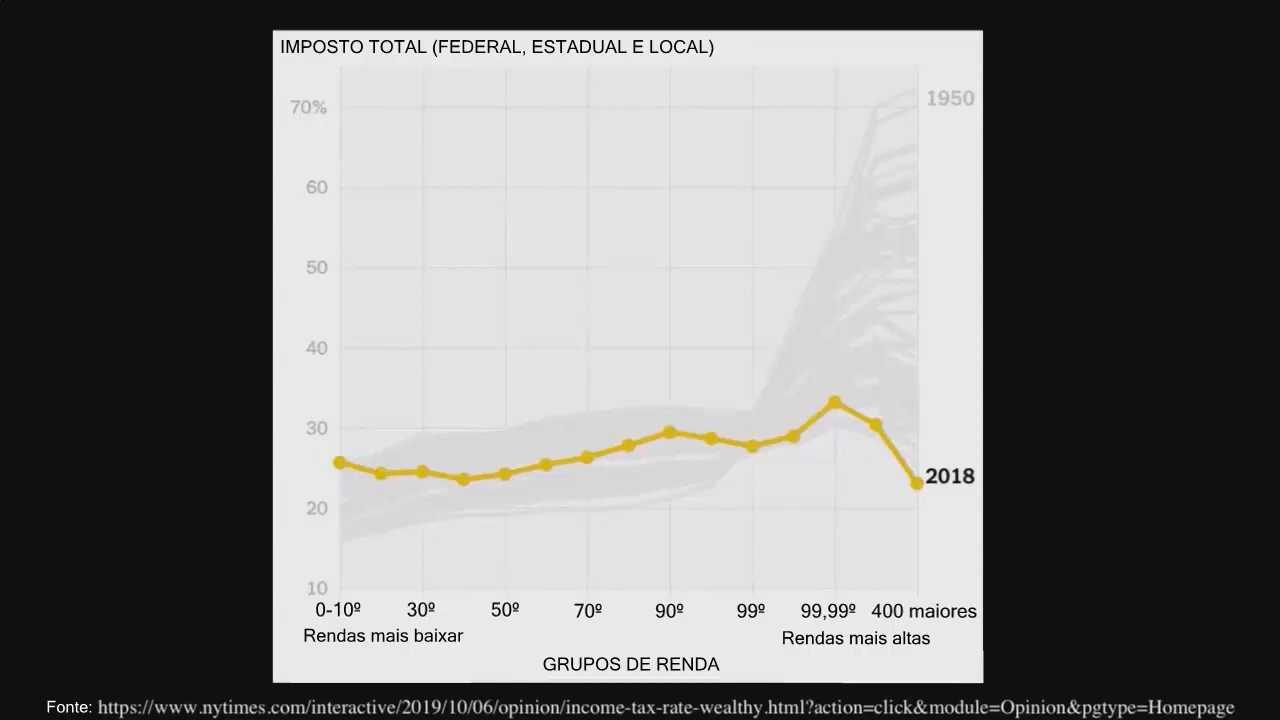 IMPOSTO TOTAL (FEDERAL, ESTADUAL E LOCAL)
70%
1950
60
50
40
30
2018
20
10
0-10º 30º 50º 70º 90º 99º 99,99º 400 maiores
Rendas mais baixar Rendas mais altas
GRUPOS DE RENDA
Fonte: https://www.nytimes.com/interactive/2019/10/06/opinion/income-tax-rate-wealthy.html?action=click&module=Opinion&pgtype=Homepage